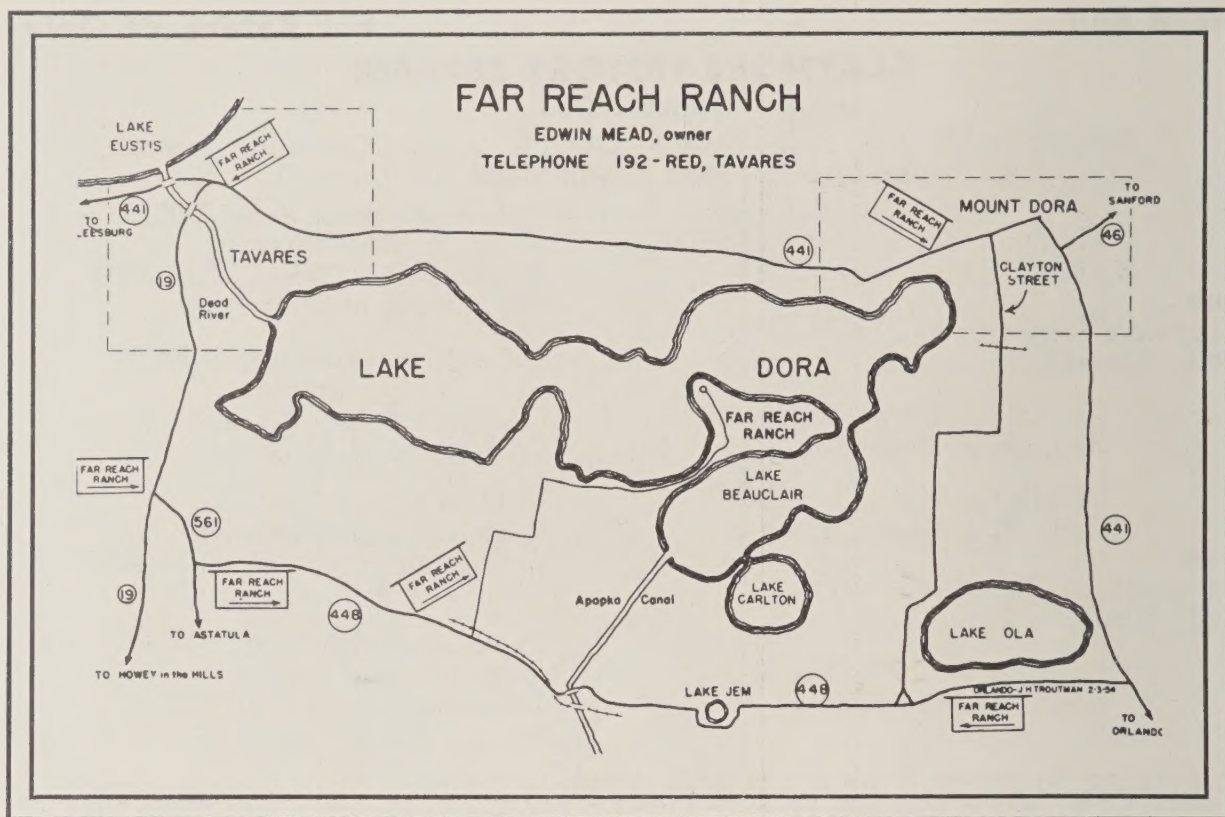 FAR REACH RANCH
EDWIN MEAD, owner
TELEPHONE 192-RED, TAVARES
LAKE
EUSTIS
FAR REACH
RANCH
441
TO
LEESBURG
19
TAVARES
Dead
River
441
FAR REACH
RANCH
MOUNT DORA
TO
SANFORD
46
CLAYTON
STREET
LAKE DORA
FAR REACH
RANCH
LAKE
BEAUCLAIR
FAR REACH
RANCH
561
441
FAR REACH
RANCH
FAR REACH
RANCH
448
19
Apopka Canal
LAKE
CARLTON
LAKE OLA
TO ASTATULA
TO HOWEY in the HILLS
LAKE JEM
448
ORLANDO-J H TROUTMAN 2-3-54
FAR REACH
RANCH
TO
ORLANDO